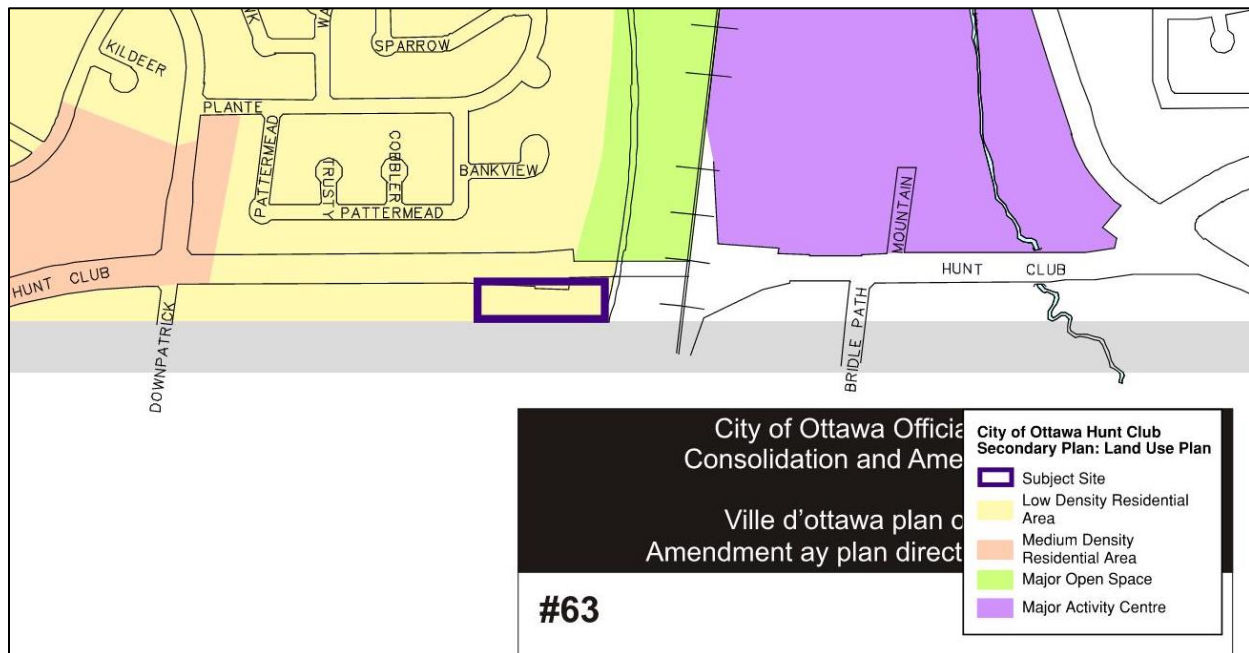 SPARROW
KILDEER
PLANTE
PATTERMEAD
TRUSTY
COBBLER
BANKVIEW
PATTERMEAD
MOUNTAIN
HUNT CLUB
HUNT CLUB
DOWNPATRICK
BRIDLE PATH
City of Ottawa Officia
Consolidation and Ame
Ville d'ottawa plan o
Amendment ay plan direct
#63
City of Ottawa Hunt Club
Secondary Plan: Land Use Plan
Subject Site
Low Density Residential
Area
Medium Density
Residential Area
Major Open Space
Major Activity Centre